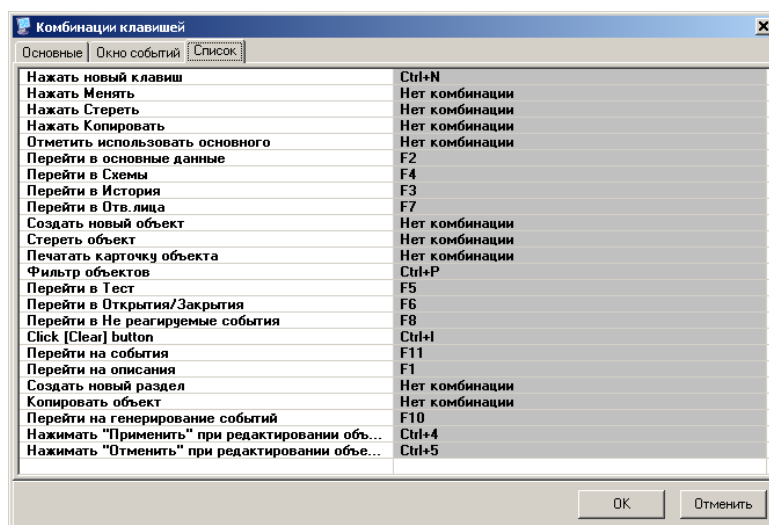 Комбинации клавишей
Основные Окно событий Список
Нажать новый клавиш Ctrl+N
Нажать Менять Нет комбинации
Нажать Стереть Нет комбинации
Нажать Копировать Нет комбинации
Отметить использовать основного Нет комбинации
Перейти в основные данные F2
Перейти в Схемы F4
Перейти в История F3
Перейти в Отв.лица F7
Создать новый объект Нет комбинации
Стереть объект Нет комбинации
Печатать карточку объекта Нет комбинации
Фильтр объектов Ctrl+P
Перейти в Тест F5
Перейти в Открытия/Закрытия F6
Перейти в Не реагируемые события F8
Click [Clear] button Ctrl+I
Перейти на события F11
Перейти на описания F1
Создать новый раздел Нет комбинации
Копировать объект Нет комбинации
Перейти на генерирование событий F10
Нажимать "Применить" при редактировании объ... Ctrl+4
Нажимать "Отменить" при редактировании объе... Ctrl+5
OK Отменить